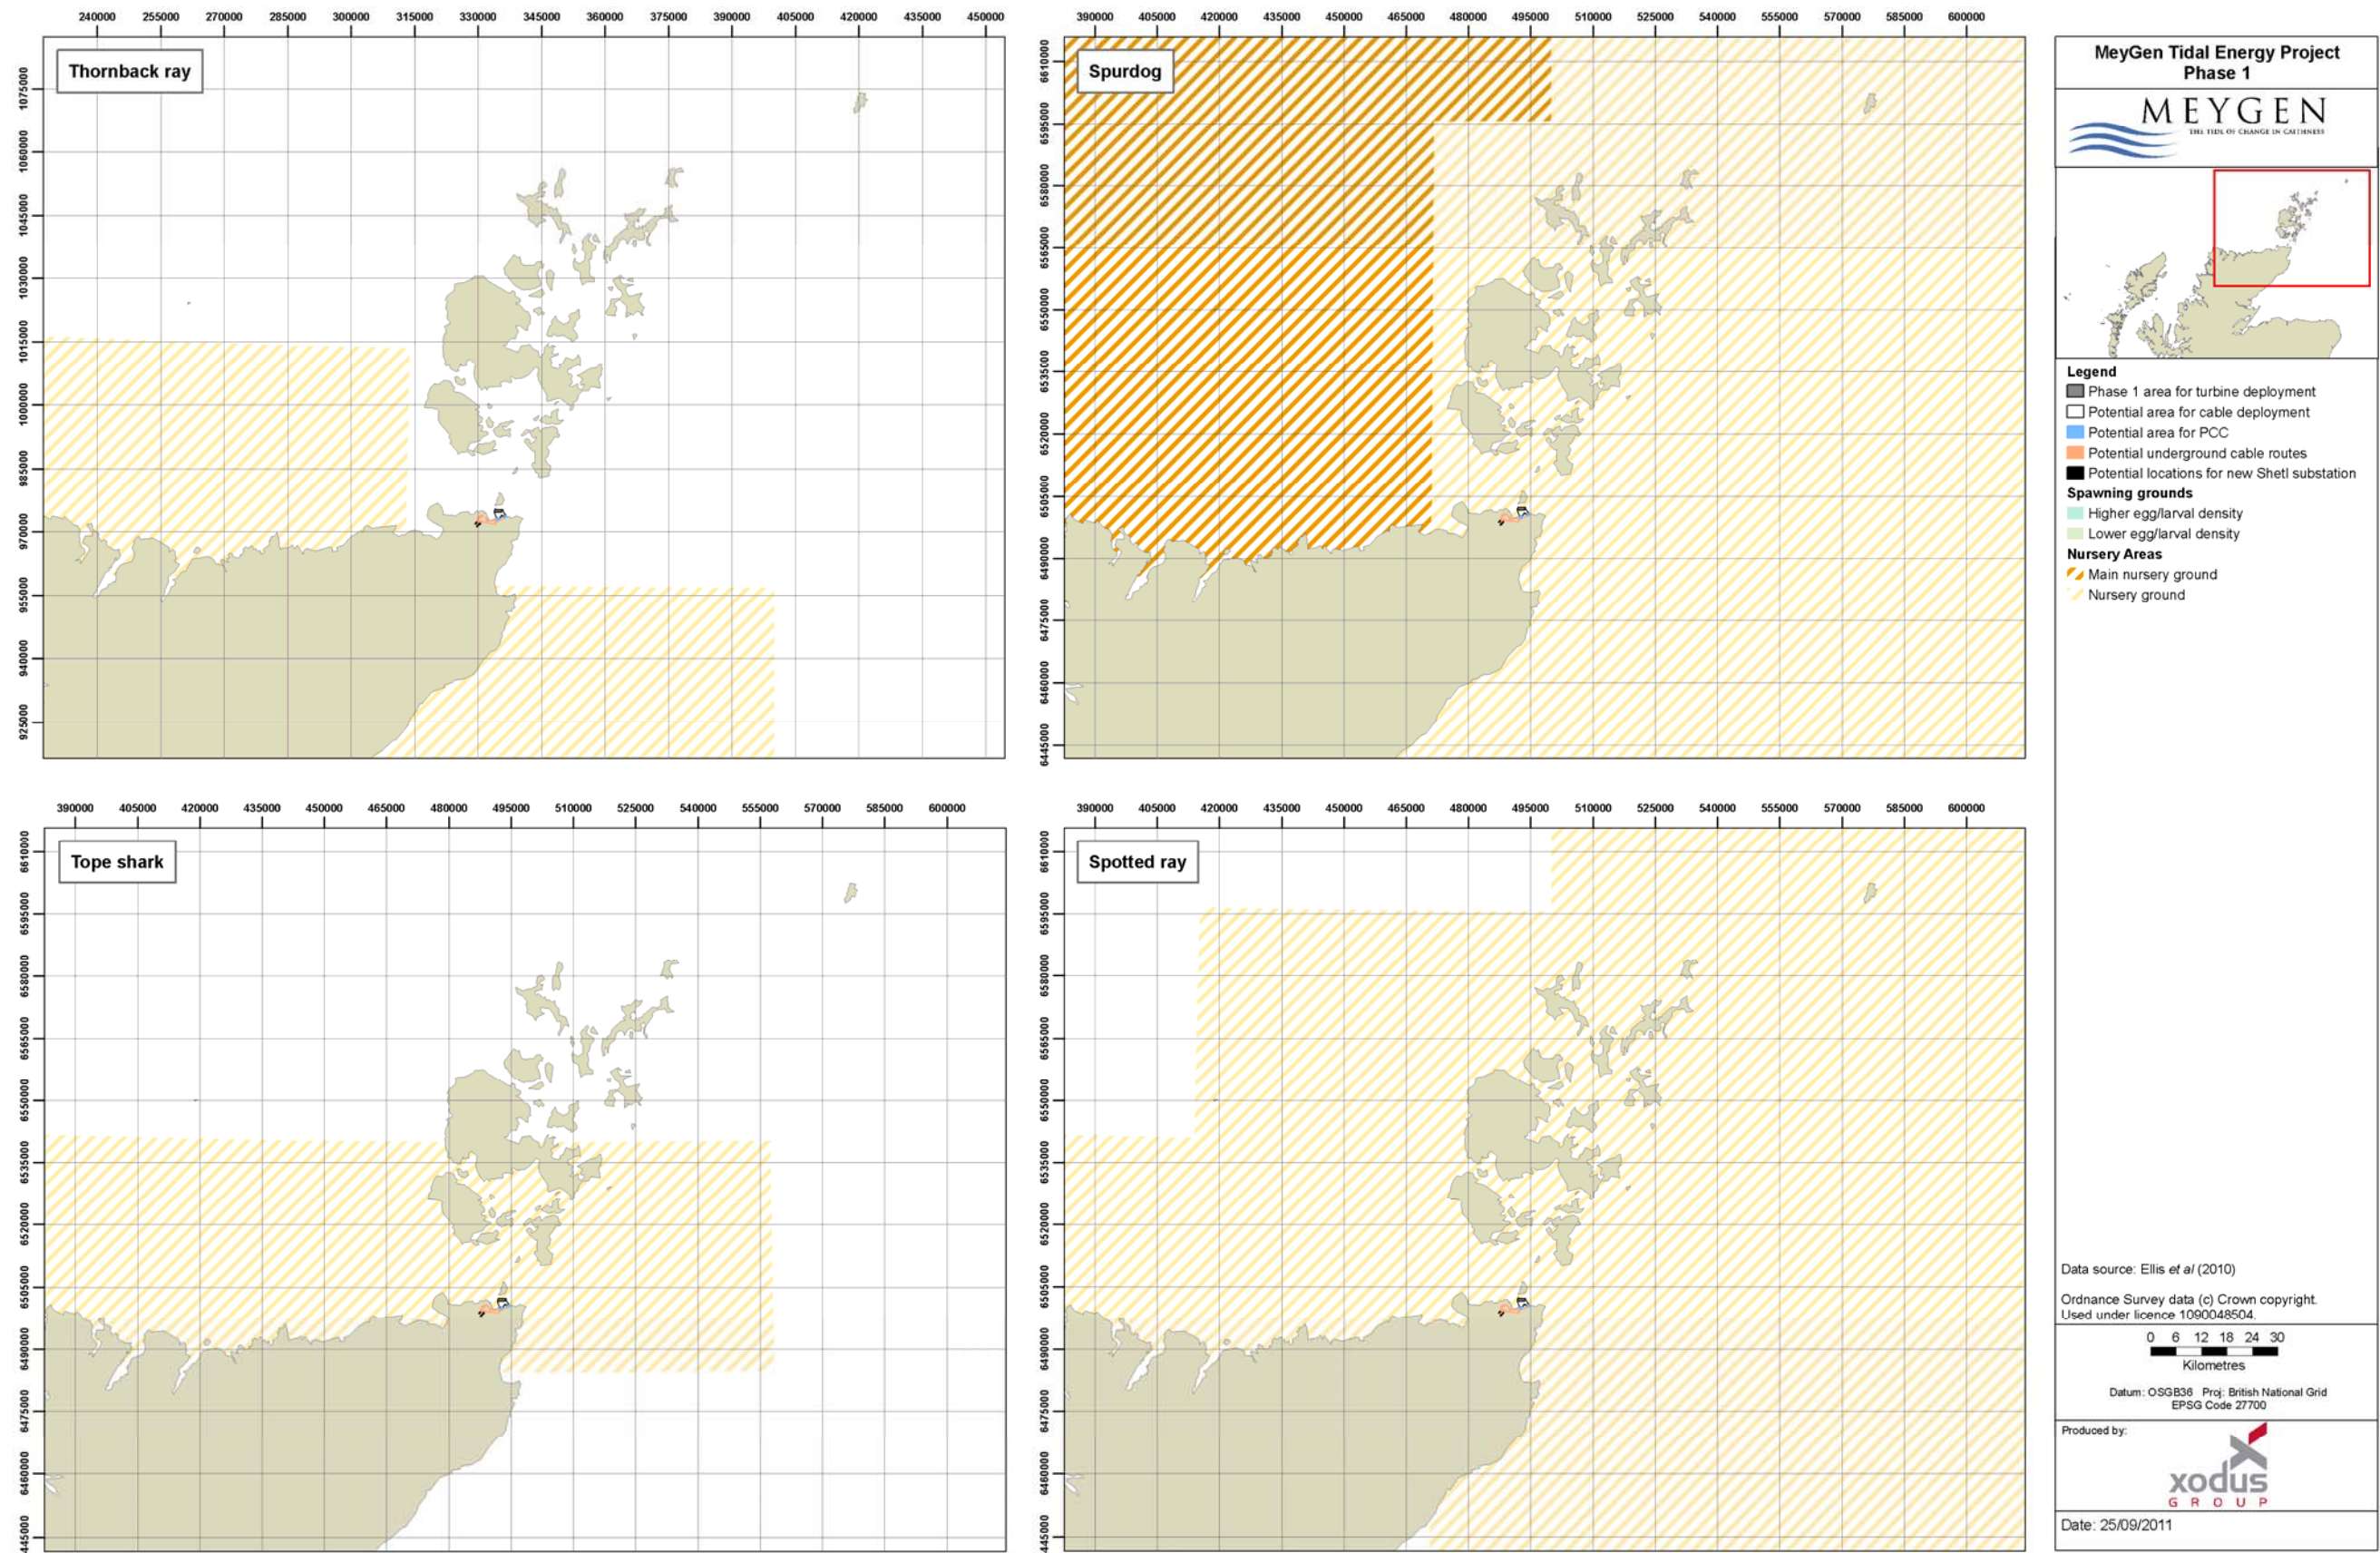 240000 255000 270000 285000 300000 315000 330000 345000 360000 375000 390000 405000 420000 435000 450000
Thornback ray
1075000
1060000
1045000
1030000
1015000
1000000
985000
970000
955000
940000
925000
390000 405000 420000 435000 450000 465000 480000 495000 510000 525000 540000 555000 570000 585000 600000
Spurdog
6610000
6595000
6580000
6565000
6550000
6535000
6520000
6505000
6490000
6475000
6460000
6445000
390000 405000 420000 435000 450000 465000 480000 495000 510000 525000 540000 555000 570000 585000 600000
Tope shark
6610000
6595000
6580000
6565000
6550000
6535000
6520000
6505000
6490000
6475000
6460000
445000
390000 405000 420000 435000 450000 465000 480000 495000 510000 525000 540000 555000 570000 585000 600000
Spotted ray
6610000
6595000
6580000
6565000
6550000
6535000
6520000
6505000
6490000
6475000
6460000
445000
MeyGen Tidal Energy Project
Phase 1
MEYGEN
THE TIDE OF CHANGE IN CAITHNESS
Legend
Phase 1 area for turbine deployment
Potential area for cable deployment
Potential area for PCC
Potential underground cable routes
Potential locations for new Shetl substation
Spawning grounds
Higher egg/larval density
Lower egg/larval density
Nursery Areas
Main nursery ground
Nursery ground
Data source: Ellis et al (2010)
Ordnance Survey data (c) Crown copyright.
Used under licence 1090048504.
0 6 12 18 24 30
Kilometres
Datum: OSGB36 Proj: British National Grid
EPSG Code 27700
Produced by:
xodus
GROUP
Date: 25/09/2011